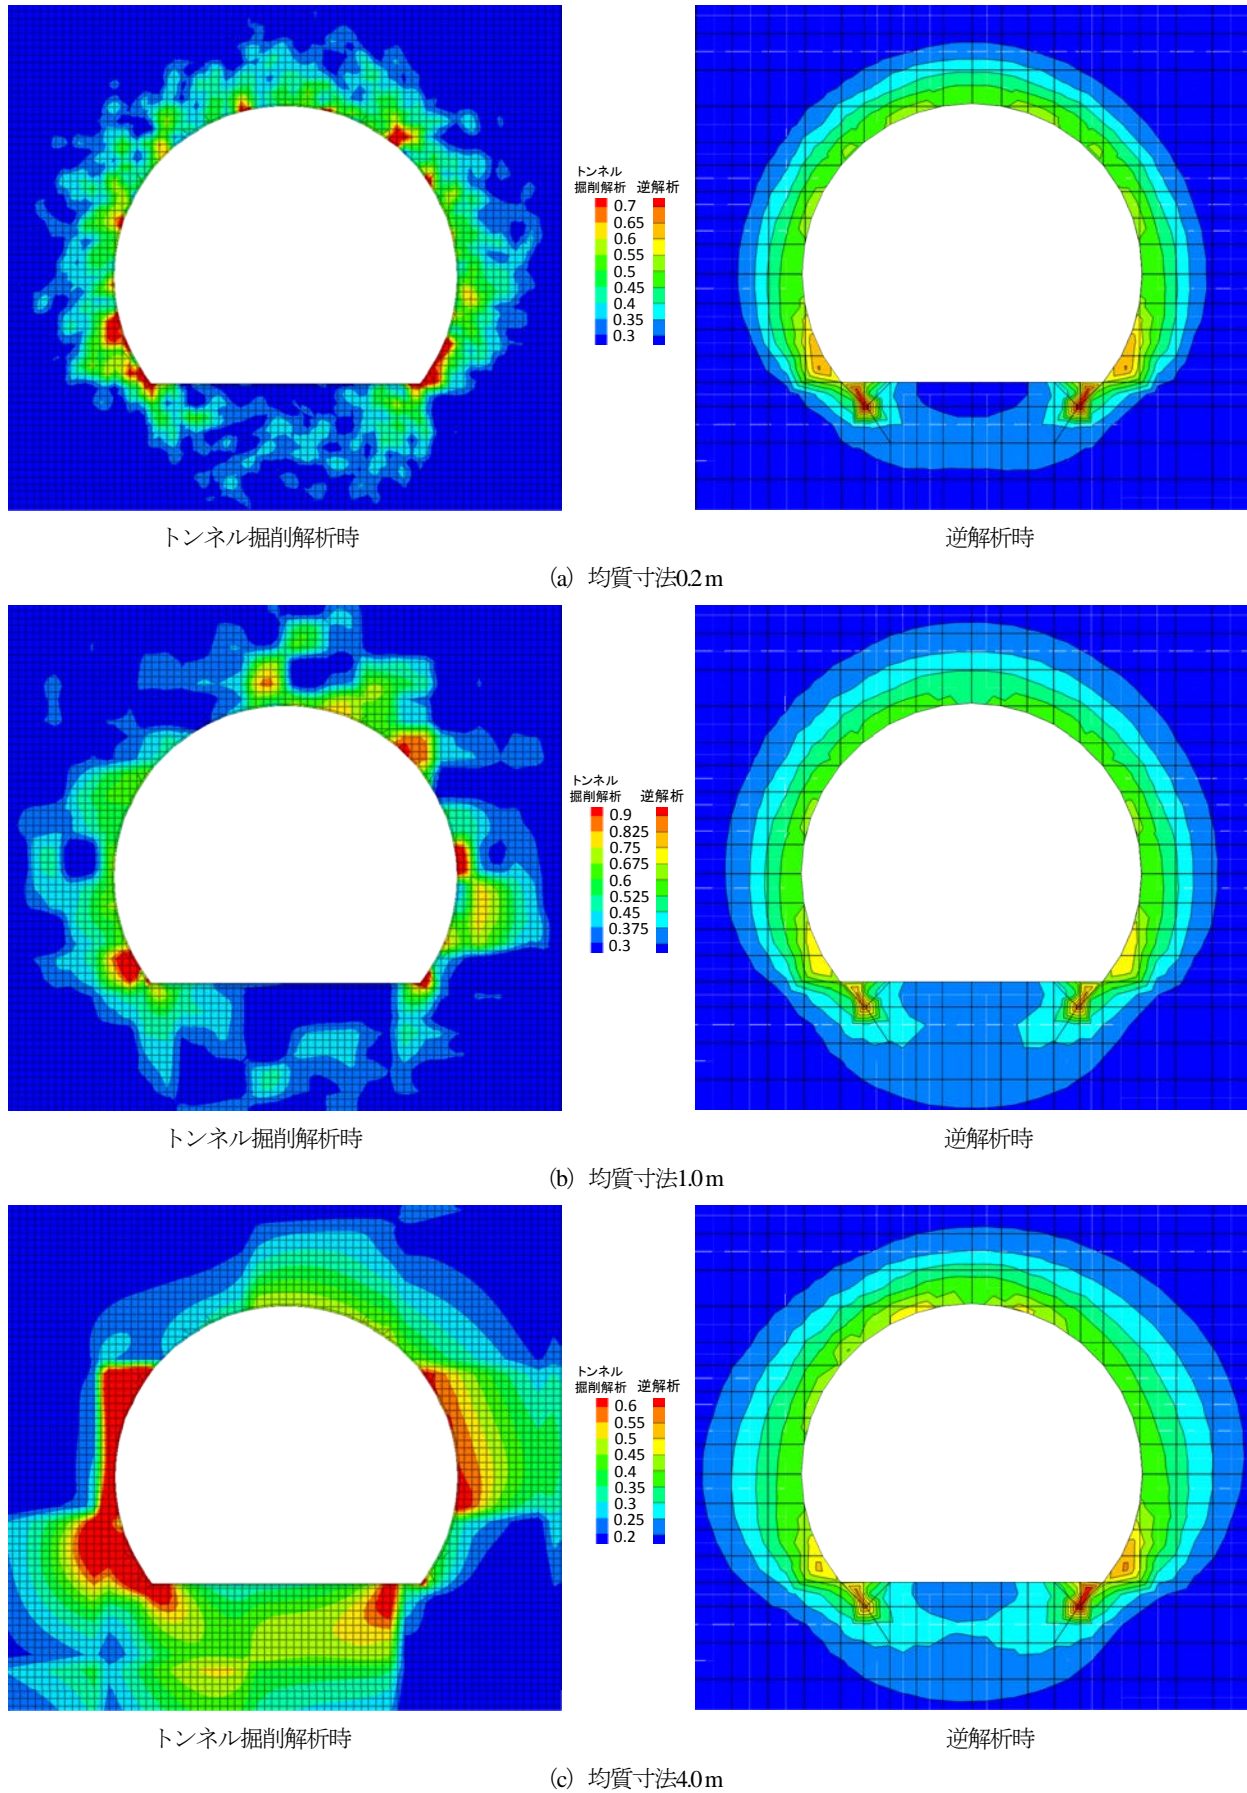 トンネル
掘削解析 逆解析
0.7
0.65
0.6
0.55
0.5
0.45
0.4
0.35
0.3
トンネル掘削解析時 逆解析時
(a) 均質寸法0.2 m
トンネル
掘削解析 逆解析
0.9
0.825
0.75
0.675
0.6
0.525
0.45
0.375
0.3
トンネル掘削解析時 逆解析時
(b) 均質寸法1.0 m
トンネル
掘削解析 逆解析
0.6
0.55
0.5
0.45
0.4
0.35
0.3
0.25
0.2
トンネル掘削解析時 逆解析時
(c) 均質寸法4.0 m